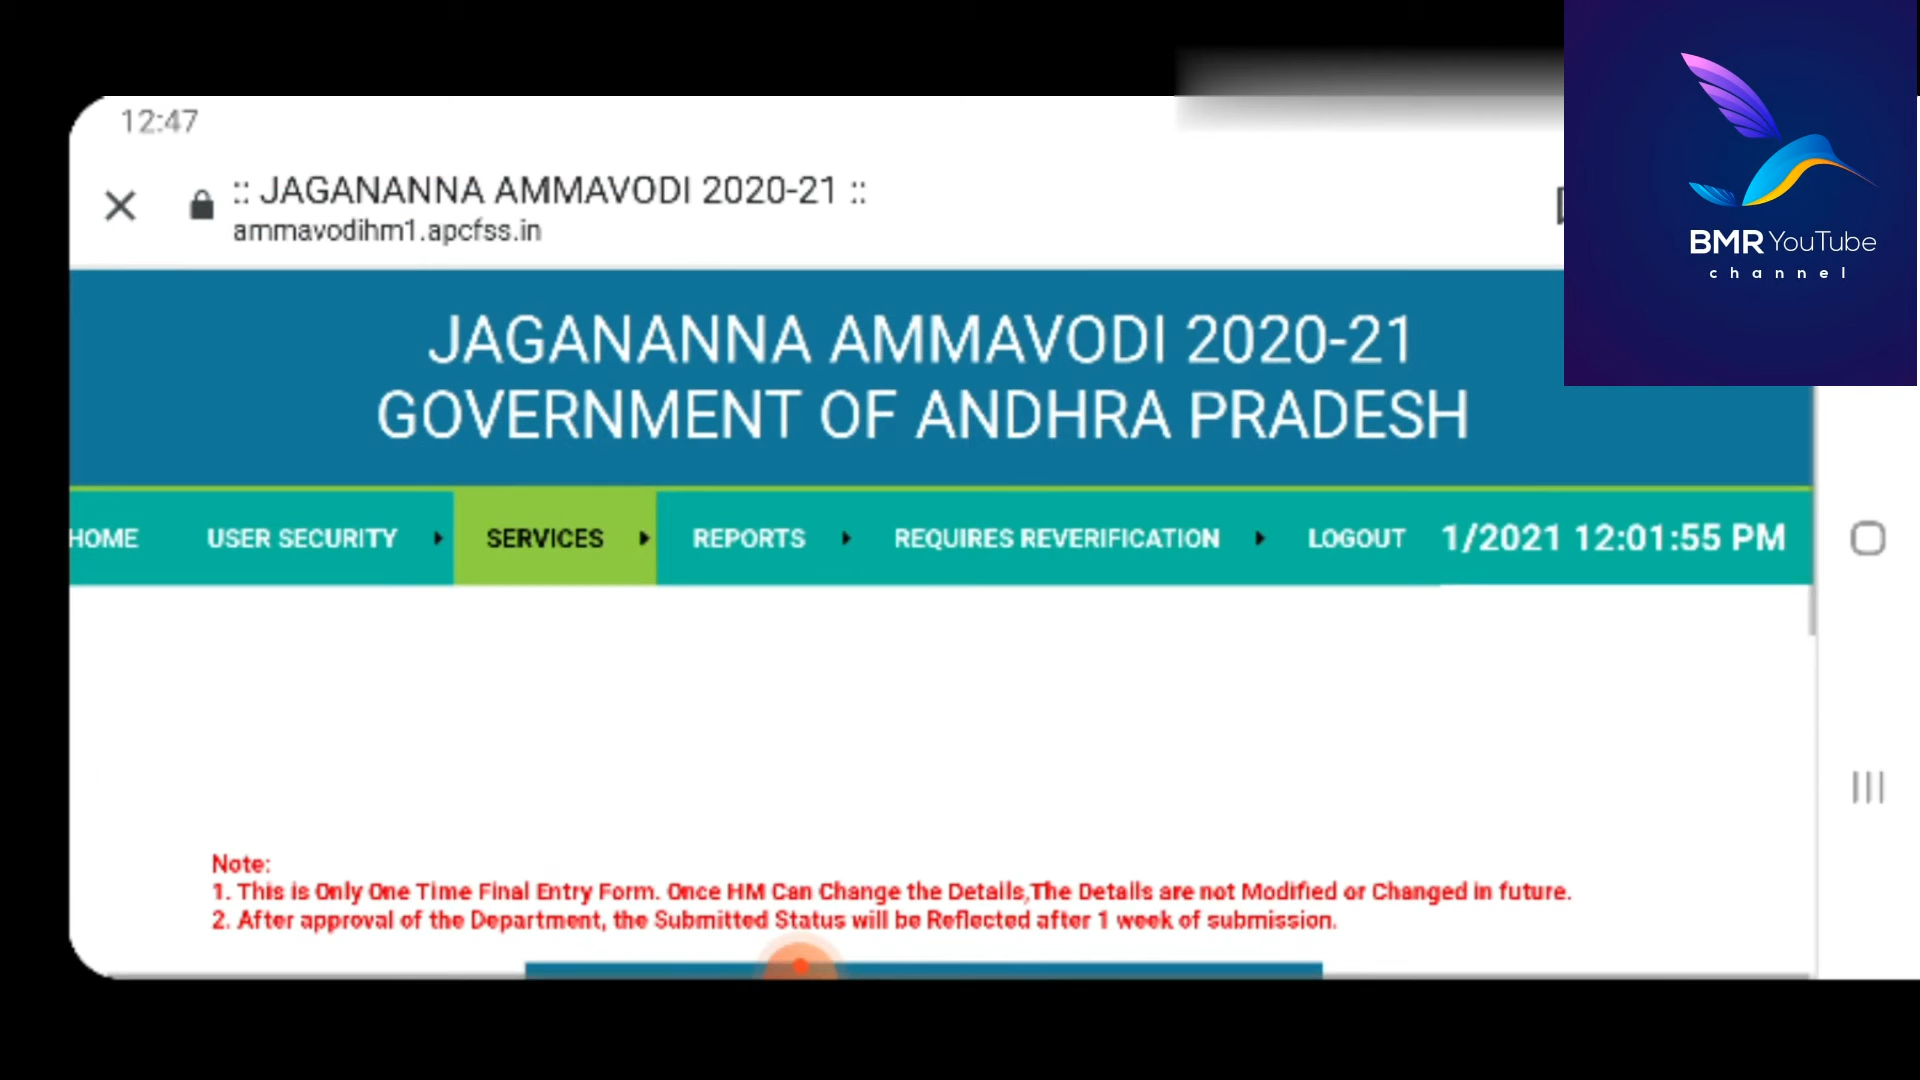 12:47
:: JAGANANNA AMMAVODI 2020-21 ::
ammavodihm1.apcfss.in
BMR YouTube
channel
JAGANANNA AMMAVODI 2020-21
GOVERNMENT OF ANDHRA PRADESH
HOME USER SECURITY SERVICES REPORTS REQUIRES REVERIFICATION LOGOUT 1/2021 12:01:55 PM
Note:
1. This is Only One Time Final Entry Form. Once HM Can Change the Details,The Details are not Modified or Changed in future.
2. After approval of the Department, the Submitted Status will be Reflected after 1 week of submission.